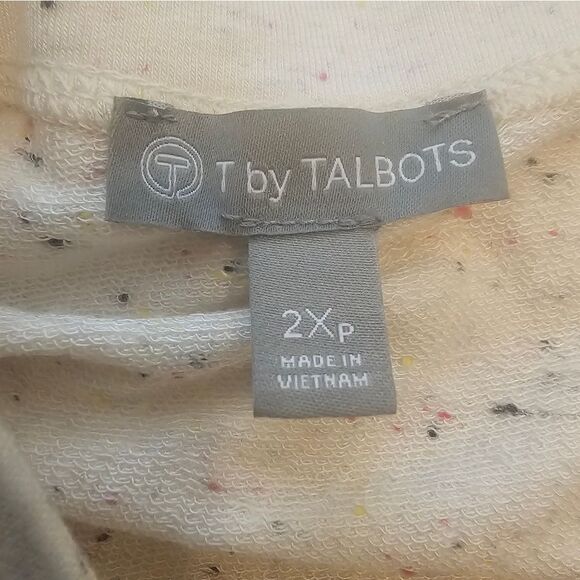 T T by TALBOTS
2XP
MADE IN
VIETNAM